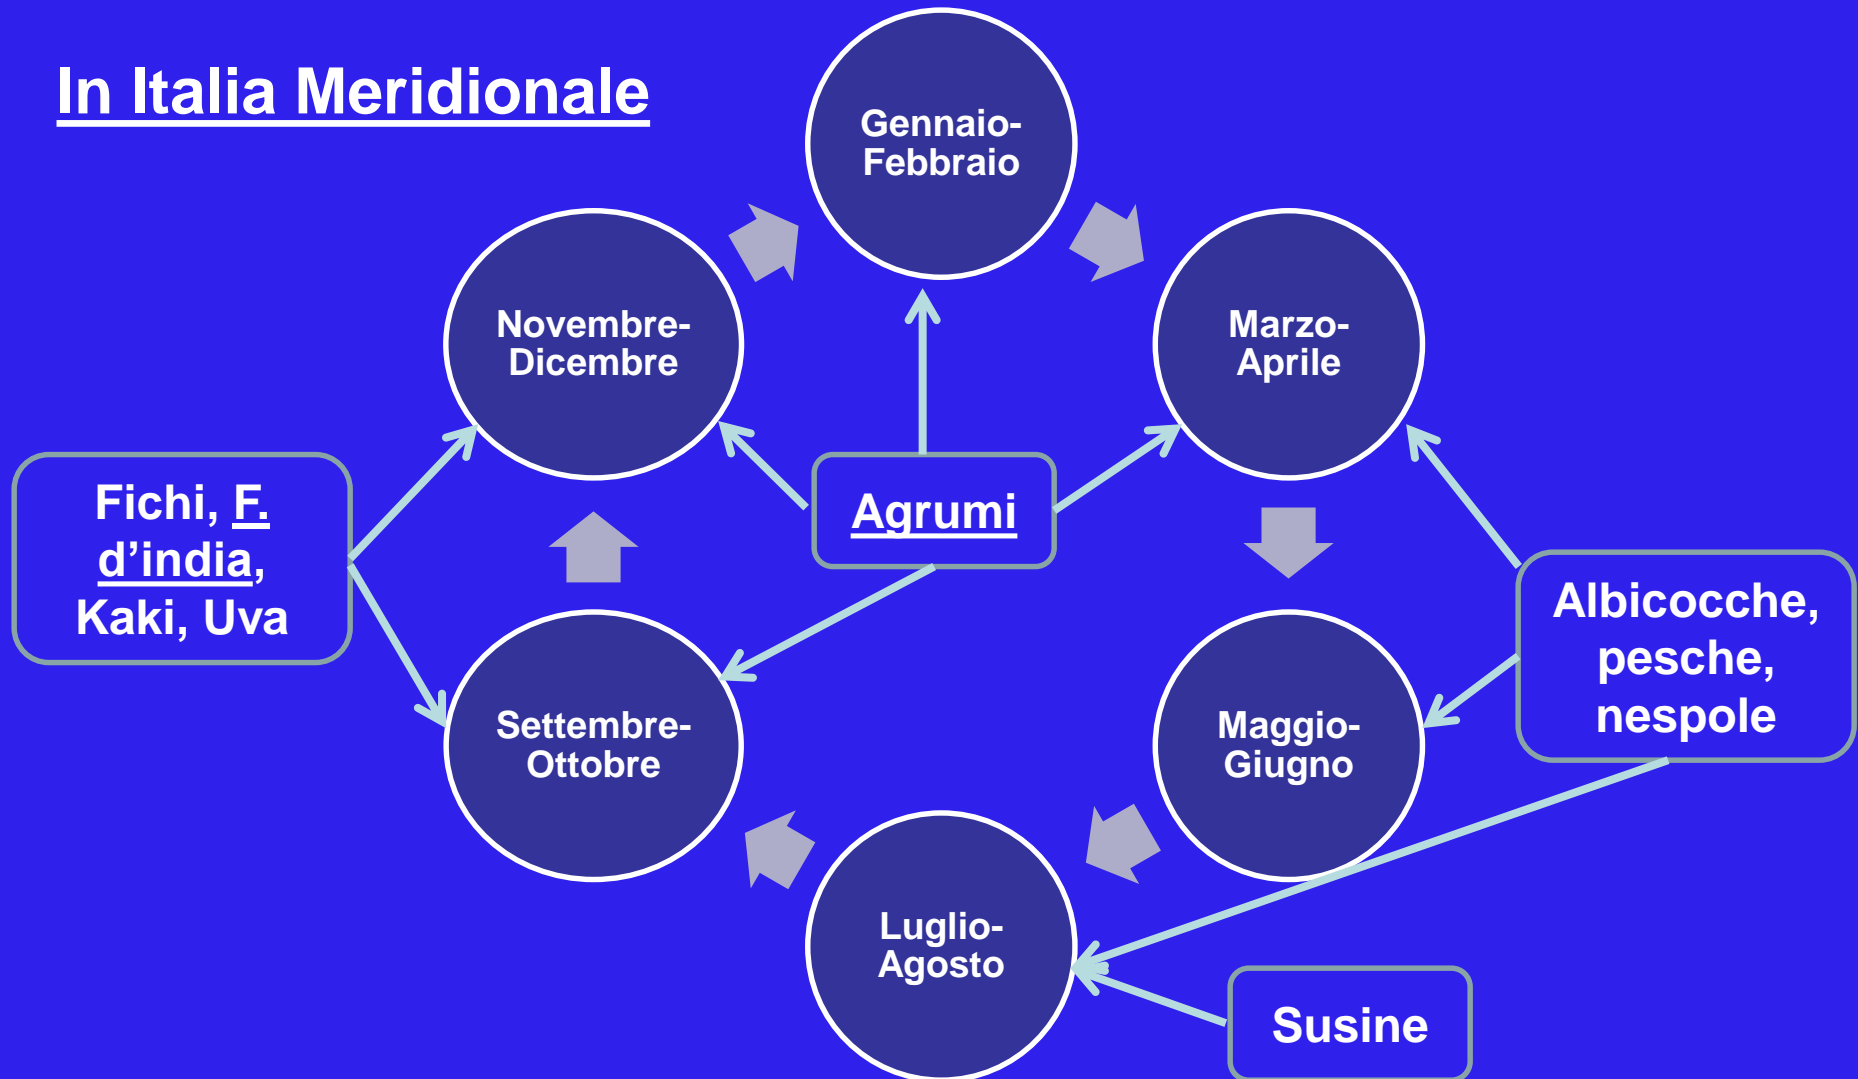 In Italia Meridionale
Gennaio-
Febbraio
Novembre-
Dicembre
Marzo-
Aprile
Fichi, F.
d’india,
Kaki, Uva
Agrumi
Albicocche,
pesche,
nespole
Settembre-
Ottobre
Maggio-
Giugno
Luglio-
Agosto
Susine